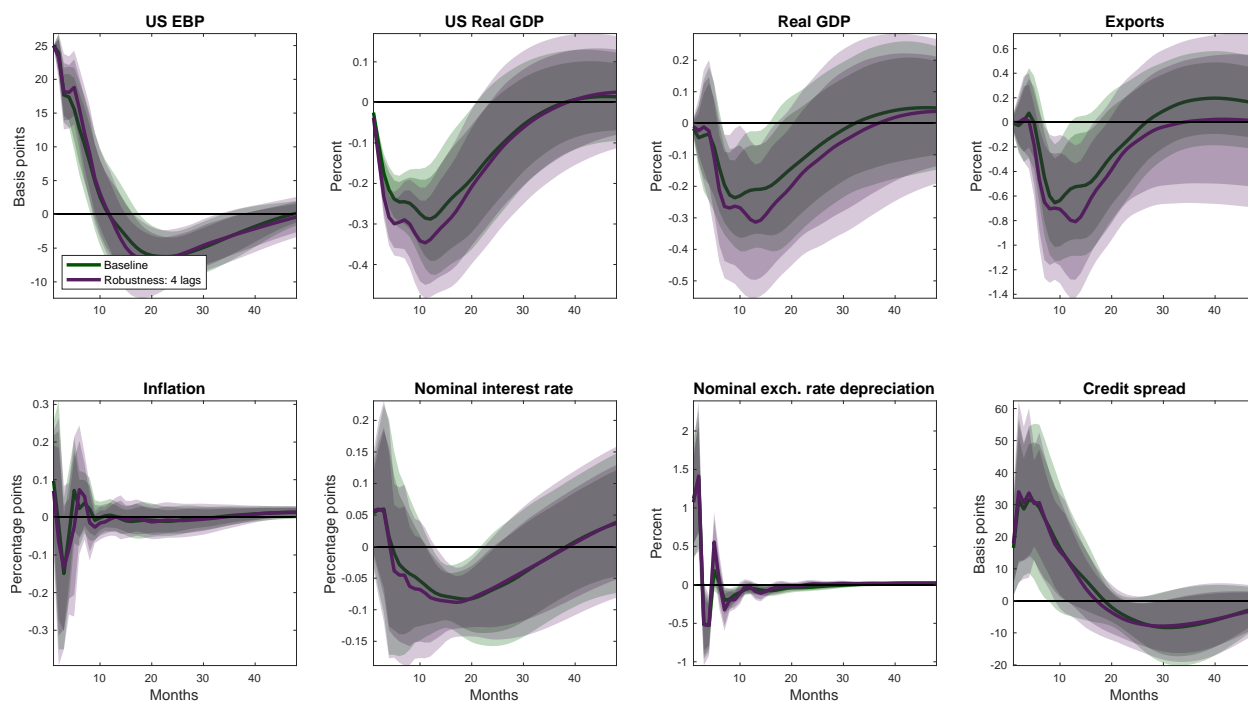 US EBP
US Real GDP
Real GDP
Exports
Basis points
25
20
15
10
5
0
-5
-10
Baseline
Robustness: 4 lags
10 20 30 40
Percent
0.1
0
-0.1
-0.2
-0.3
-0.4
10 20 30 40
Percent
0.2
0.1
0
-0.1
-0.2
-0.3
-0.4
-0.5
10 20 30 40
Percent
0.6
0.4
0.2
0
-0.2
-0.4
-0.6
-0.8
-1
-1.2
-1.4
10 20 30 40
Inflation
Nominal interest rate
Nominal exch. rate depreciation
Credit spread
Percentage points
0.3
0.2
0.1
0
-0.1
-0.2
-0.3
10 20 30 40
Months
Percentage points
0.2
0.15
0.1
0.05
0
-0.05
-0.1
-0.15
10 20 30 40
Months
Percent
2
1.5
1
0.5
0
-0.5
-1
10 20 30 40
Months
Basis points
60
50
40
30
20
10
0
-10
-20
10 20 30 40
Months